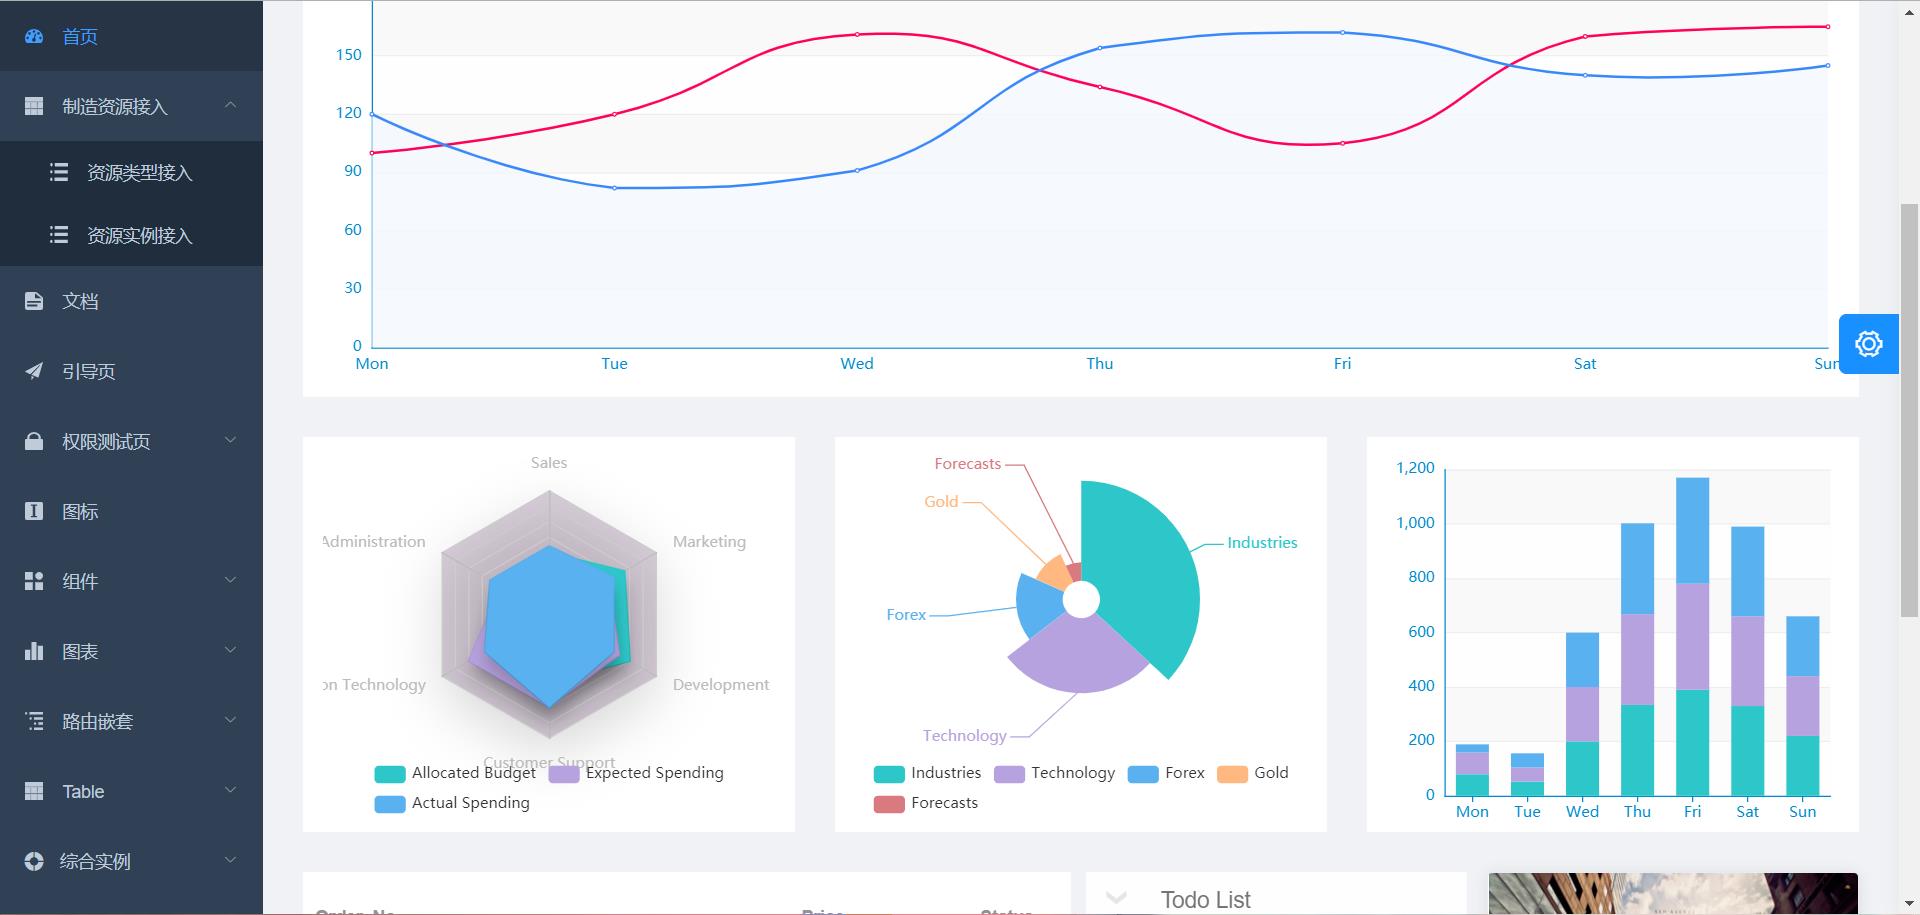 首页
制造资源接入
资源类型接入
资源实例接入
文档
引导页
权限测试页
图标
组件
图表
路由嵌套
Table
综合实例
150
120
90
60
30
0
Mon Tue Wed Thu Fri Sat Sun
Sales
Administration
Marketing
on Technology
Development
Customer Support
Allocated Budget Expected Spending
Actual Spending
Forecasts
Gold
Industries
Forex
Technology
Industries Technology Forex Gold
Forecasts
1,200
1,000
800
600
400
200
0
Mon Tue Wed Thu Fri Sat Sun
Order_No Price Status
Todo List